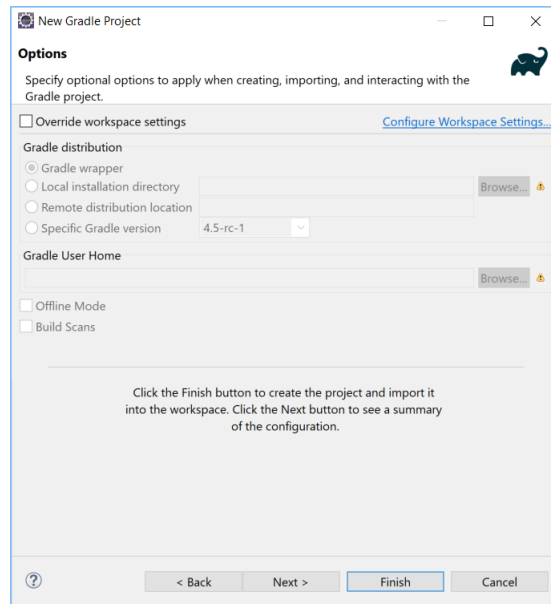 New Gradle Project
Options
Specify optional options to apply when creating, importing, and interacting with the
Gradle project.
Override workspace settings
Configure Workspace Settings...
Gradle distribution
Gradle wrapper
Local installation directory
Browse...
Remote distribution location
Specific Gradle version
4.5-rc-1
Gradle User Home
Browse...
Offline Mode
Build Scans
Click the Finish button to create the project and import it
into the workspace. Click the Next button to see a summary
of the configuration.
?
< Back
Next >
Finish
Cancel